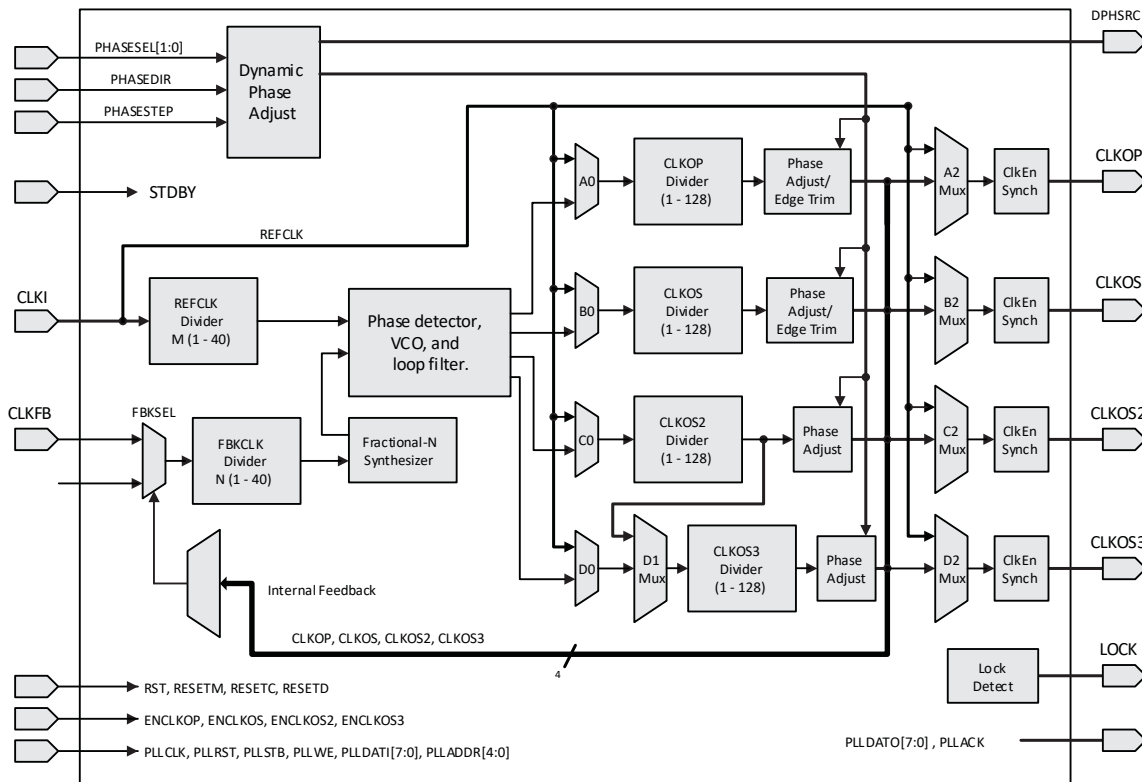 DPHSRC
PHASESEL[1:0]
PHASEDIR
PHASESTEP
Dynamic
Phase
Adjust
STDBY
REFCLK
CLKI
REFCLK
Divider
M (1 - 40)
Phase detector,
VCO, and
loop filter.
CLKFB
FBKSEL
FBKCLK
Divider
N (1 - 40)
Fractional-N
Synthesizer
A0
CLKOP
Divider
(1 - 128)
Phase
Adjust/
Edge Trim
A2
Mux
ClkEn
Synch
CLKOP
B0
CLKOS
Divider
(1 - 128)
Phase
Adjust/
Edge Trim
B2
Mux
ClkEn
Synch
CLKOS
C0
CLKOS2
Divider
(1 - 128)
Phase
Adjust
C2
Mux
ClkEn
Synch
CLKOS2
D0
D1
Mux
CLKOS3
Divider
(1 - 128)
Phase
Adjust
D2
Mux
ClkEn
Synch
CLKOS3
Internal Feedback
CLKOP, CLKOS, CLKOS2, CLKOS3
4
Lock
Detect
LOCK
RST, RESETM, RESETC, RESETD
ENCLKOP, ENCLKOS, ENCLKOS2, ENCLKOS3
PLLCLK, PLLRST, PLLSTB, PLLWE, PLLDATI[7:0], PLLADDR[4:0]
PLLDATO[7:0] , PLLACK